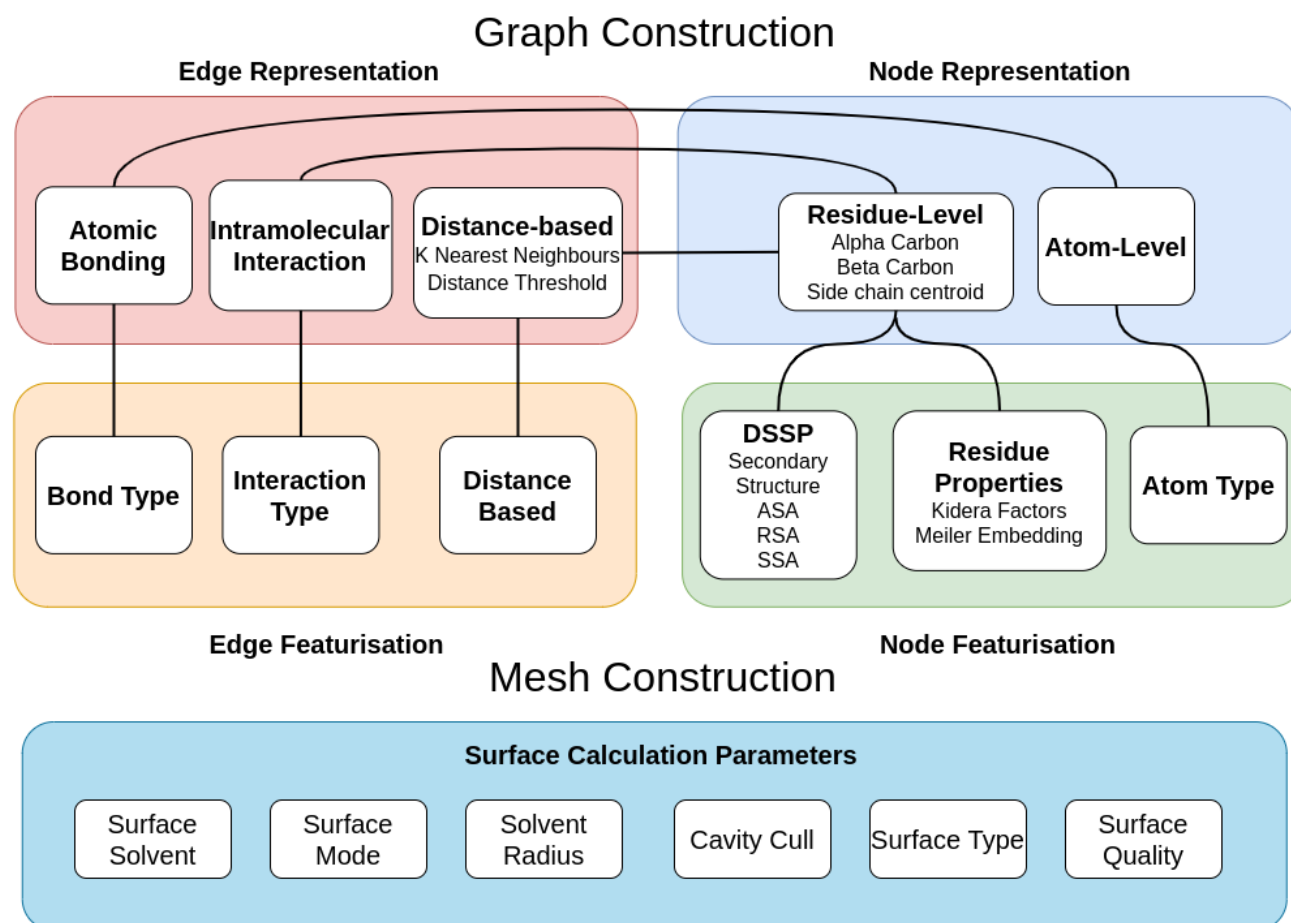 Graph Construction
Edge Representation
Node Representation
Atomic
Bonding
Intramolecular
Interaction
Distance-based
K Nearest Neighbours
Distance Threshold
Residue-Level
Alpha Carbon
Beta Carbon
Side chain centroid
Atom-Level
Bond Type
Interaction
Type
Distance
Based
DSSP
Secondary
Structure
ASA
RSA
SSA
Residue
Properties
Kidera Factors
Meiler Embedding
Atom Type
Edge Featurisation
Node Featurisation
Mesh Construction
Surface Calculation Parameters
Surface
Solvent
Surface
Mode
Solvent
Radius
Cavity Cull
Surface Type
Surface
Quality